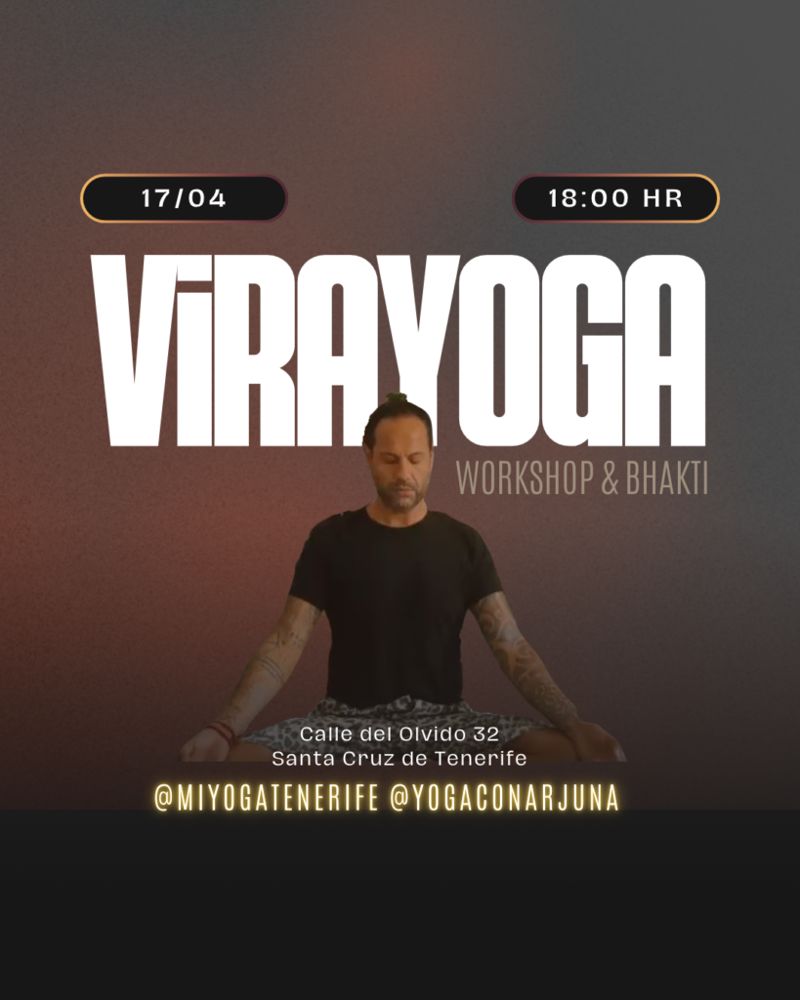 17/04
18:00 HR
ViRAYOGA
WORKSHOP & BHAKTI
Calle del Olvido 32
Santa Cruz de Tenerife
@MIYOGATENERIFE @YOGACONARJUNA